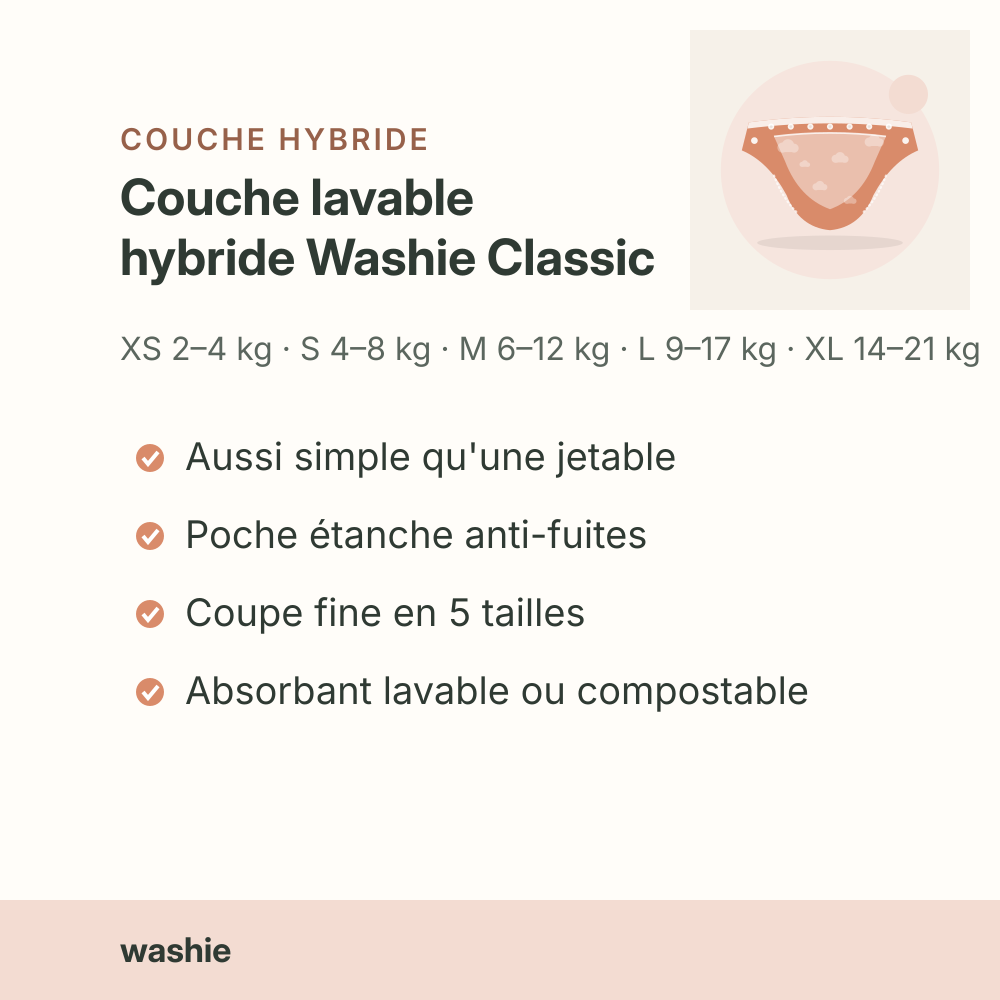 COUCHE HYBRIDE
Couche lavable
hybride Washie Classic
XS 2–4 kg · S 4–8 kg · M 6–12 kg · L 9–17 kg · XL 14–21 kg
Aussi simple qu'une jetable
Poche étanche anti-fuites
Coupe fine en 5 tailles
Absorbant lavable ou compostable
washie